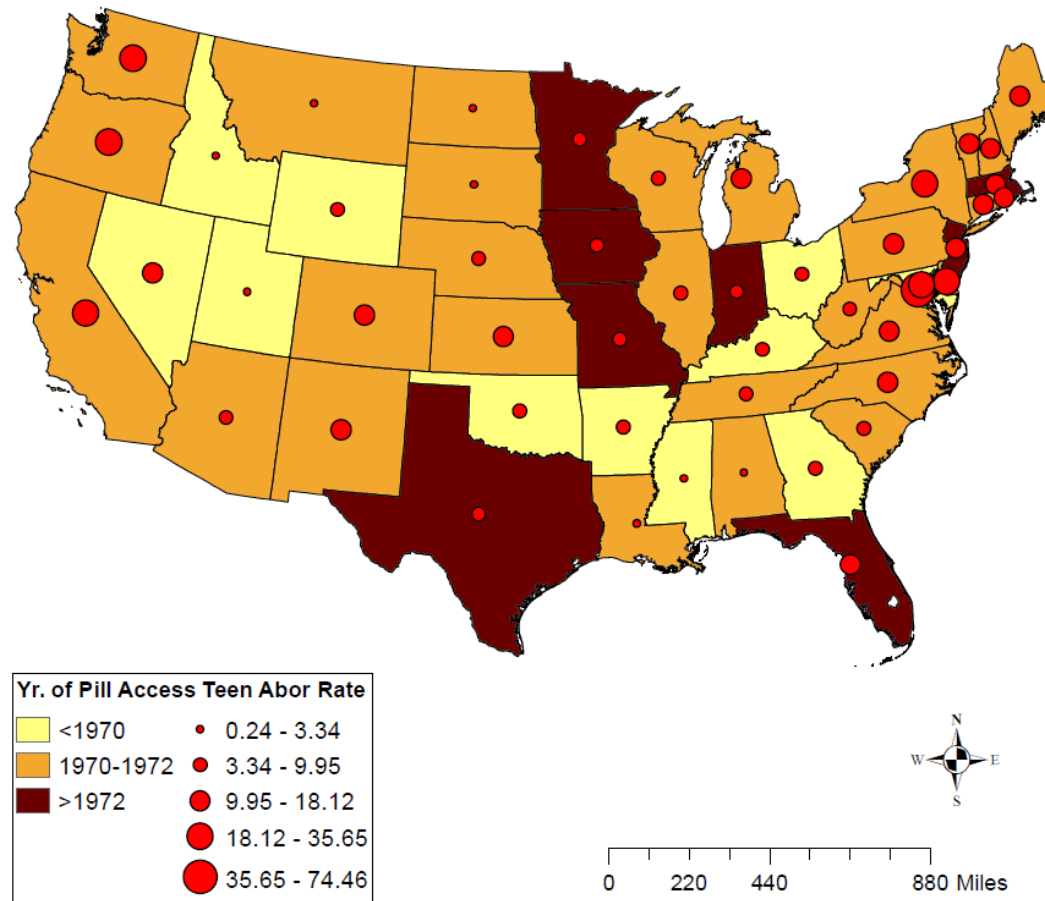 Yr. of Pill Access Teen Abor Rate
<1970 0.24 - 3.34
1970-1972 3.34 - 9.95
>1972 9.95 - 18.12
18.12 - 35.65
35.65 - 74.46
N
W E
S
0 220 440 880 Miles